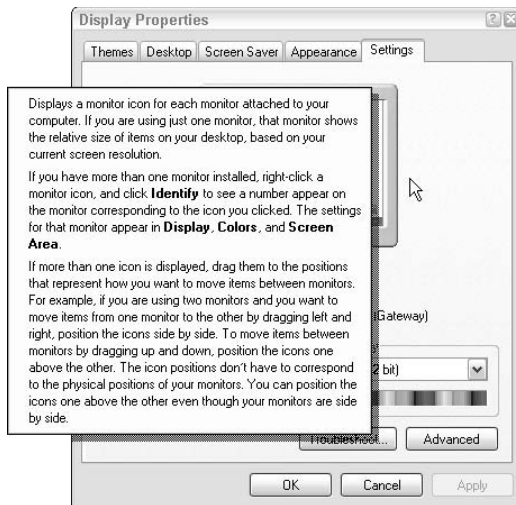 Display Properties
Themes Desktop Screen Saver Appearance Settings
Displays a monitor icon for each monitor attached to your
computer. If you are using just one monitor, that monitor shows
the relative size of items on your desktop, based on your
current screen resolution.
If you have more than one monitor installed, right-click a
monitor icon, and click Identify to see a number appear on
the monitor corresponding to the icon you clicked. The settings
for that monitor appear in Display, Colors, and Screen
Area.
If more than one icon is displayed, drag them to the positions
that represent how you want to move items between monitors.
For example, if you are using two monitors and you want to
move items from one monitor to the other by dragging left and
right, position the icons side by side. To move items between
monitors by dragging up and down, position the icons one
above the other. The icon positions don't have to correspond
to the physical positions of your monitors. You can position the
icons one above the other even though your monitors are side
by side.
Gateway)
2 bit)
Troubleshoot... Advanced
OK Cancel Apply